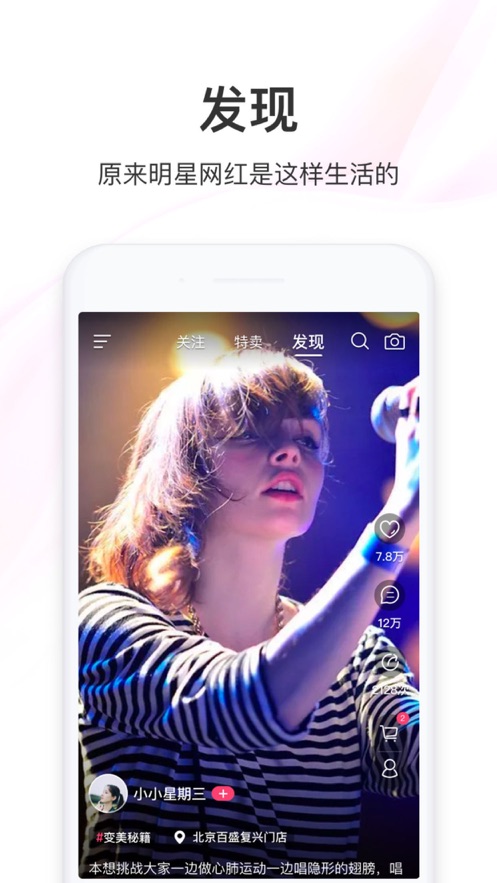 发现
原来明星网红是这样生活的
关注 特卖 发现
7.8万
12万
2128次
2
小小星期三
#变美秘籍 北京百盛复兴门店
本想挑战大家一边做心肺运动一边唱隐形的翅膀，唱